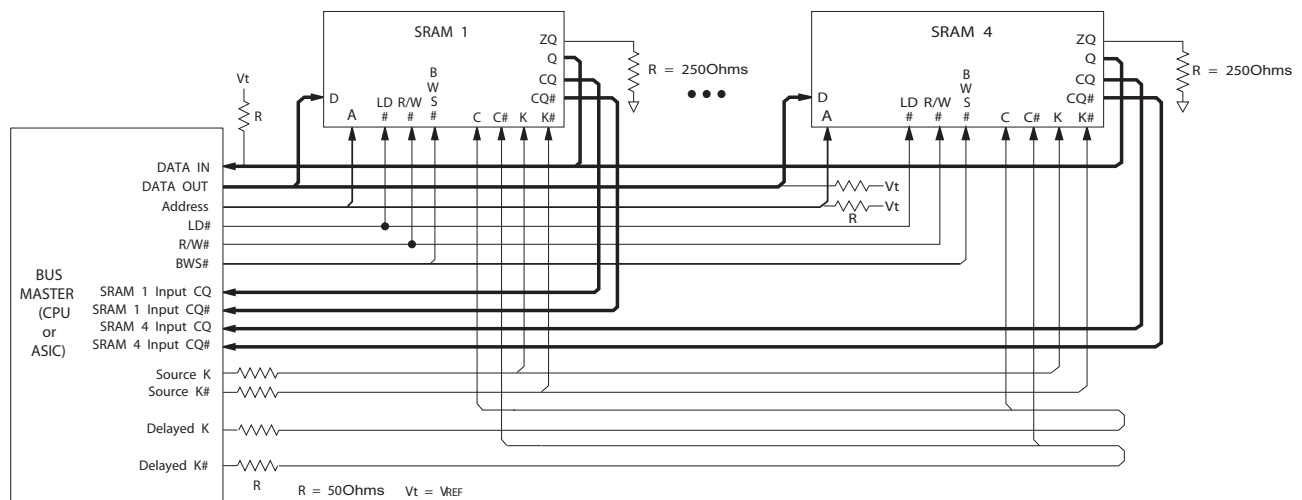 SRAM 1
ZQ
Q
CQ
CQ#
D
A
LD
#
R/W
#
B
W
S
#
C
C#
K
K#
R = 250Ohms
SRAM 4
ZQ
Q
CQ
CQ#
D
A
LD
#
R/W
#
B
W
S
#
C
C#
K
K#
R = 250Ohms
Vt
R
DATA IN
DATA OUT
Address
LD#
R/W#
BWS#
Vt
Vt
R
BUS
MASTER
(CPU
or
ASIC)
SRAM 1 Input CQ
SRAM 1 Input CQ#
SRAM 4 Input CQ
SRAM 4 Input CQ#
Source K
Source K#
Delayed K
Delayed K#
R
R = 50Ohms Vt = VREF